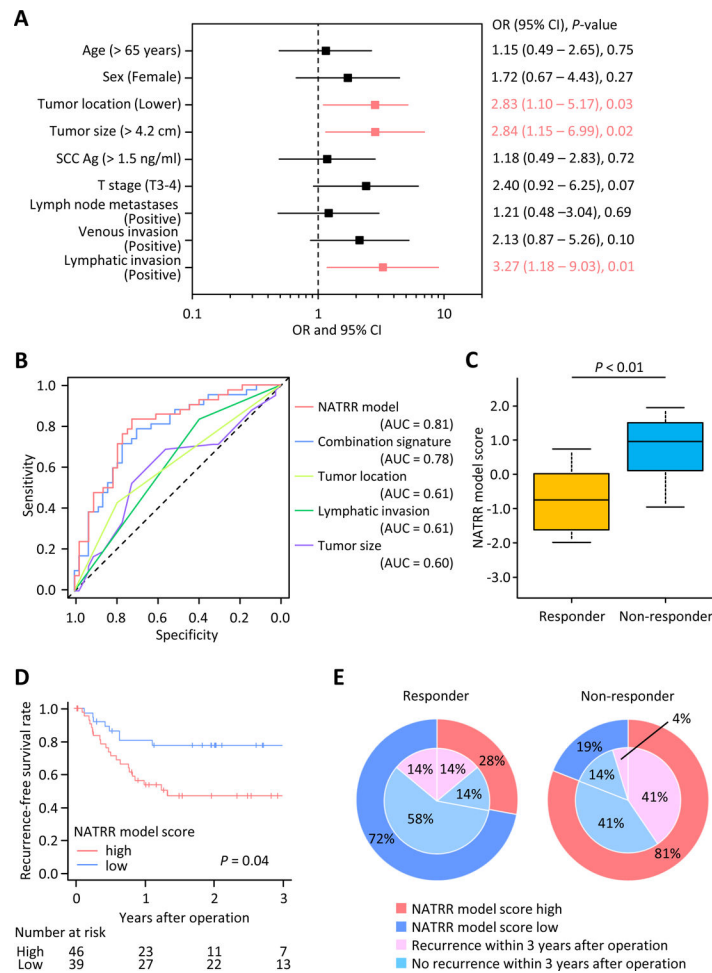 A
OR (95% CI), P-value
Age (> 65 years)
1.15 (0.49 – 2.65), 0.75
Sex (Female)
1.72 (0.67 – 4.43), 0.27
Tumor location (Lower)
2.83 (1.10 – 5.17), 0.03
Tumor size (> 4.2 cm)
2.84 (1.15 – 6.99), 0.02
SCC Ag (> 1.5 ng/ml)
1.18 (0.49 – 2.83), 0.72
T stage (T3-4)
2.40 (0.92 – 6.25), 0.07
Lymph node metastases
(Positive)
1.21 (0.48 –3.04), 0.69
Venous invasion
(Positive)
2.13 (0.87 – 5.26), 0.10
Lymphatic invasion
(Positive)
3.27 (1.18 – 9.03), 0.01
0.1 1 10
OR and 95% CI
B
Sensitivity
1.0
0.8
0.6
0.4
0.2
0.0
1.0 0.8 0.6 0.4 0.2 0.0
Specificity
NATRR model
(AUC = 0.81)
Combination signature
(AUC = 0.78)
Tumor location
(AUC = 0.61)
Lymphatic invasion
(AUC = 0.61)
Tumor size
(AUC = 0.60)
C
P < 0.01
NATRR model score
2.0
1.0
0.0
-1.0
-2.0
-3.0
Responder Non-responder
D
Recurrence-free survival rate
1.0
0.8
0.6
0.4
0.2
0.0
NATRR model score
high
low
P = 0.04
0 1 2 3
Years after operation
Number at risk
High 46 23 11 7
Low 39 27 22 13
E
Responder
28%
14%
14%
14%
58%
72%
Non-responder
4%
19%
14%
41%
41%
81%
NATRR model score high
NATRR model score low
Recurrence within 3 years after operation
No recurrence within 3 years after operation